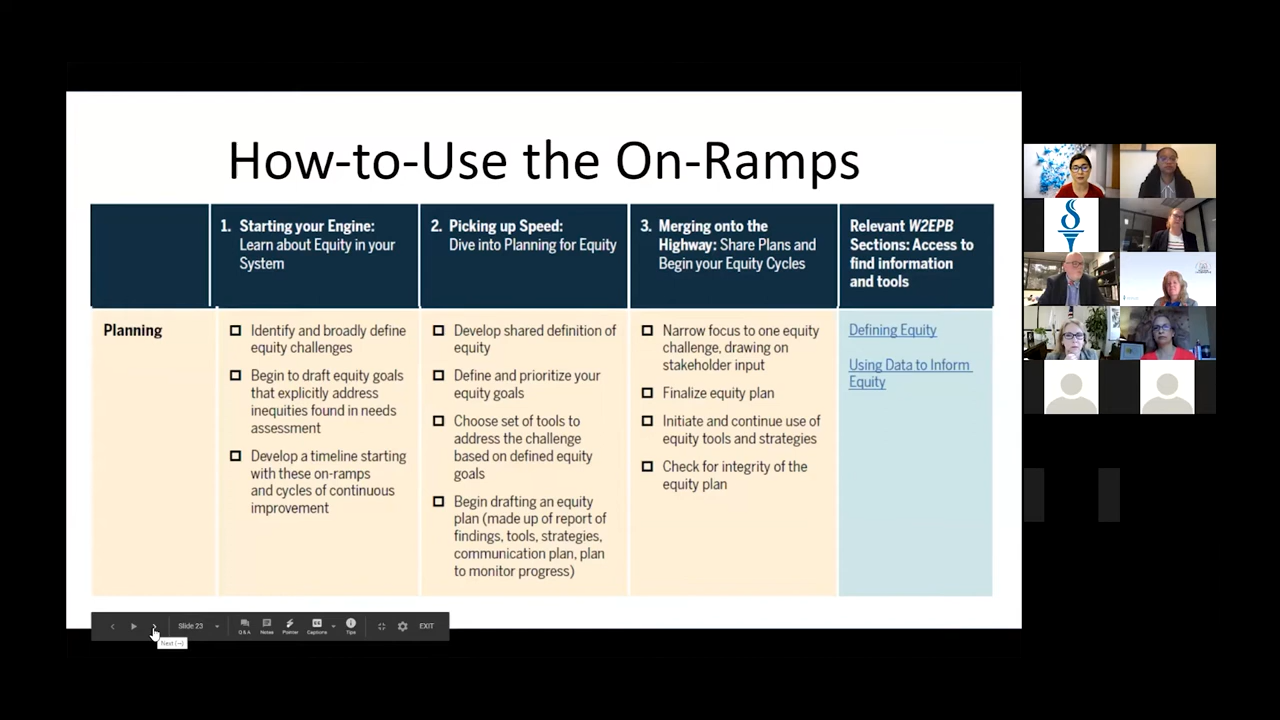 How-to-Use the On-Ramps
1. Starting your Engine:
Learn about Equity in your
System
2. Picking up Speed:
Dive into Planning for Equity
3. Merging onto the
Highway: Share Plans and
Begin your Equity Cycles
Relevant W2EPB
Sections: Access to
find information
and tools
Planning
Identify and broadly define
equity challenges
Begin to draft equity goals
that explicitly address
inequities found in needs
assessment
Develop a timeline starting
with these on-ramps
and cycles of continuous
improvement
Develop shared definition of
equity
Define and prioritize your
equity goals
Choose set of tools to
address the challenge
based on defined equity
goals
Begin drafting an equity
plan (made up of report of
findings, tools, strategies,
communication plan, plan
to monitor progress)
Narrow focus to one equity
challenge, drawing on
stakeholder input
Finalize equity plan
Initiate and continue use of
equity tools and strategies
Check for integrity of the
equity plan
Defining Equity
Using Data to Inform
Equity
Slide 23
Q&A
Notes
Pointer
Captions
Tips
EXIT
Next (→)